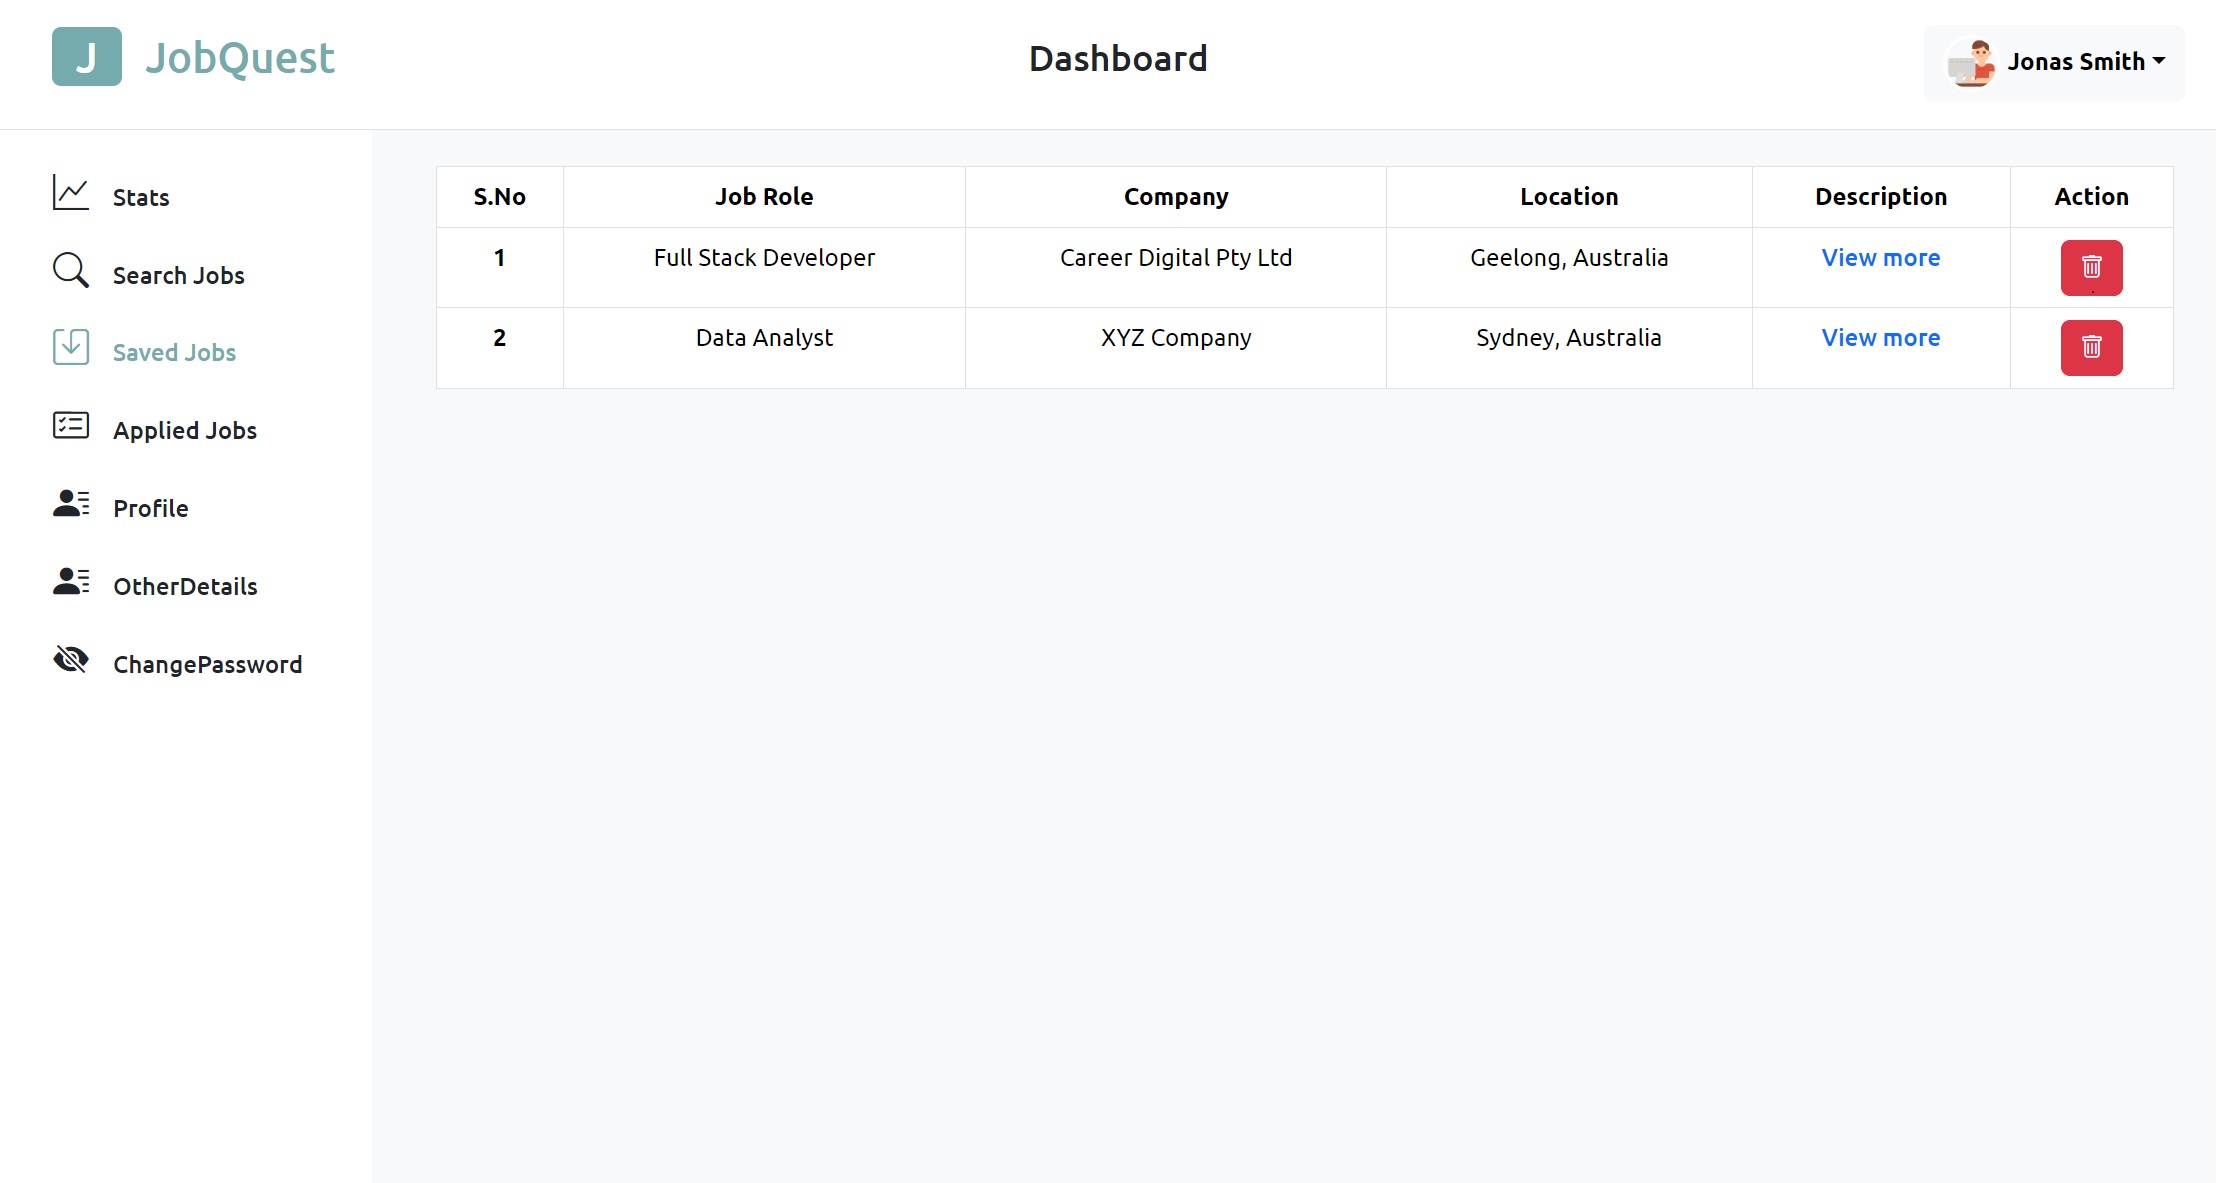 J JobQuest
Dashboard
Jonas Smith
Stats
Search Jobs
Saved Jobs
Applied Jobs
Profile
OtherDetails
ChangePassword
S.No Job Role Company Location Description Action
1 Full Stack Developer Career Digital Pty Ltd Geelong, Australia View more
2 Data Analyst XYZ Company Sydney, Australia View more